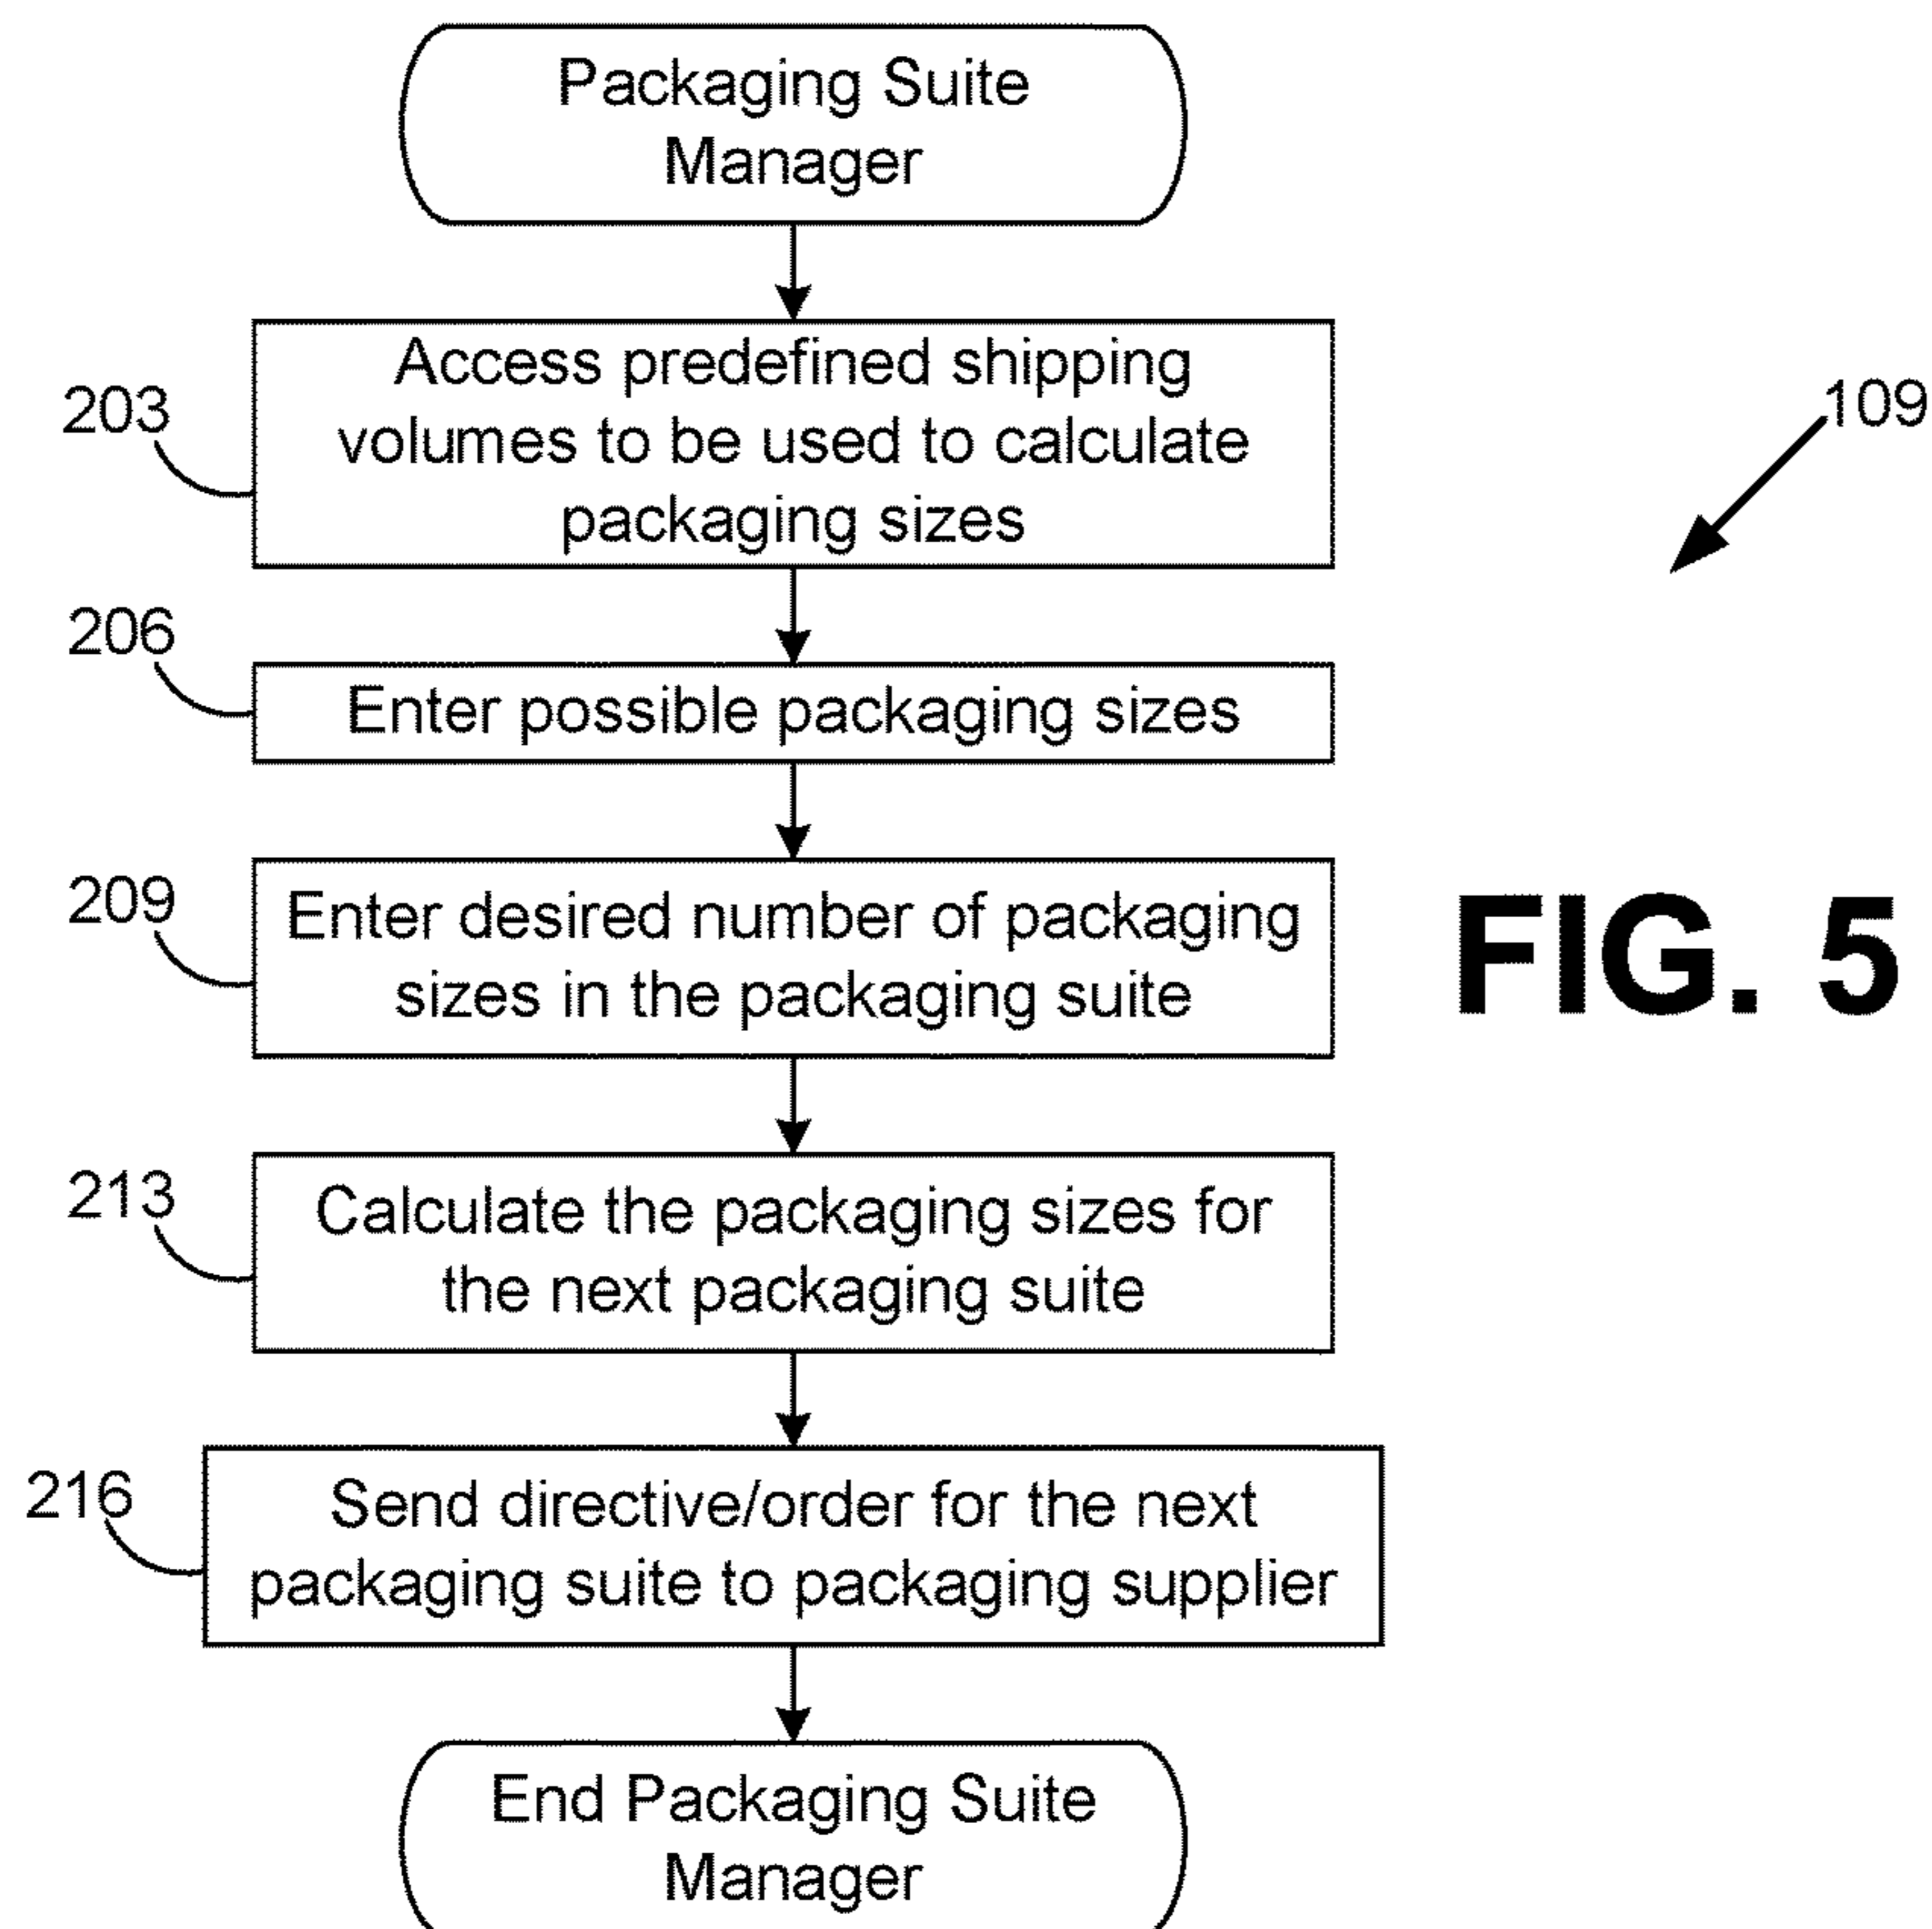 Packaging Suite
Manager
203
Access predefined shipping
volumes to be used to calculate
packaging sizes
109
206
Enter possible packaging sizes
209
Enter desired number of packaging
sizes in the packaging suite
FIG. 5
213
Calculate the packaging sizes for
the next packaging suite
216
Send directive/order for the next
packaging suite to packaging supplier
End Packaging Suite
Manager